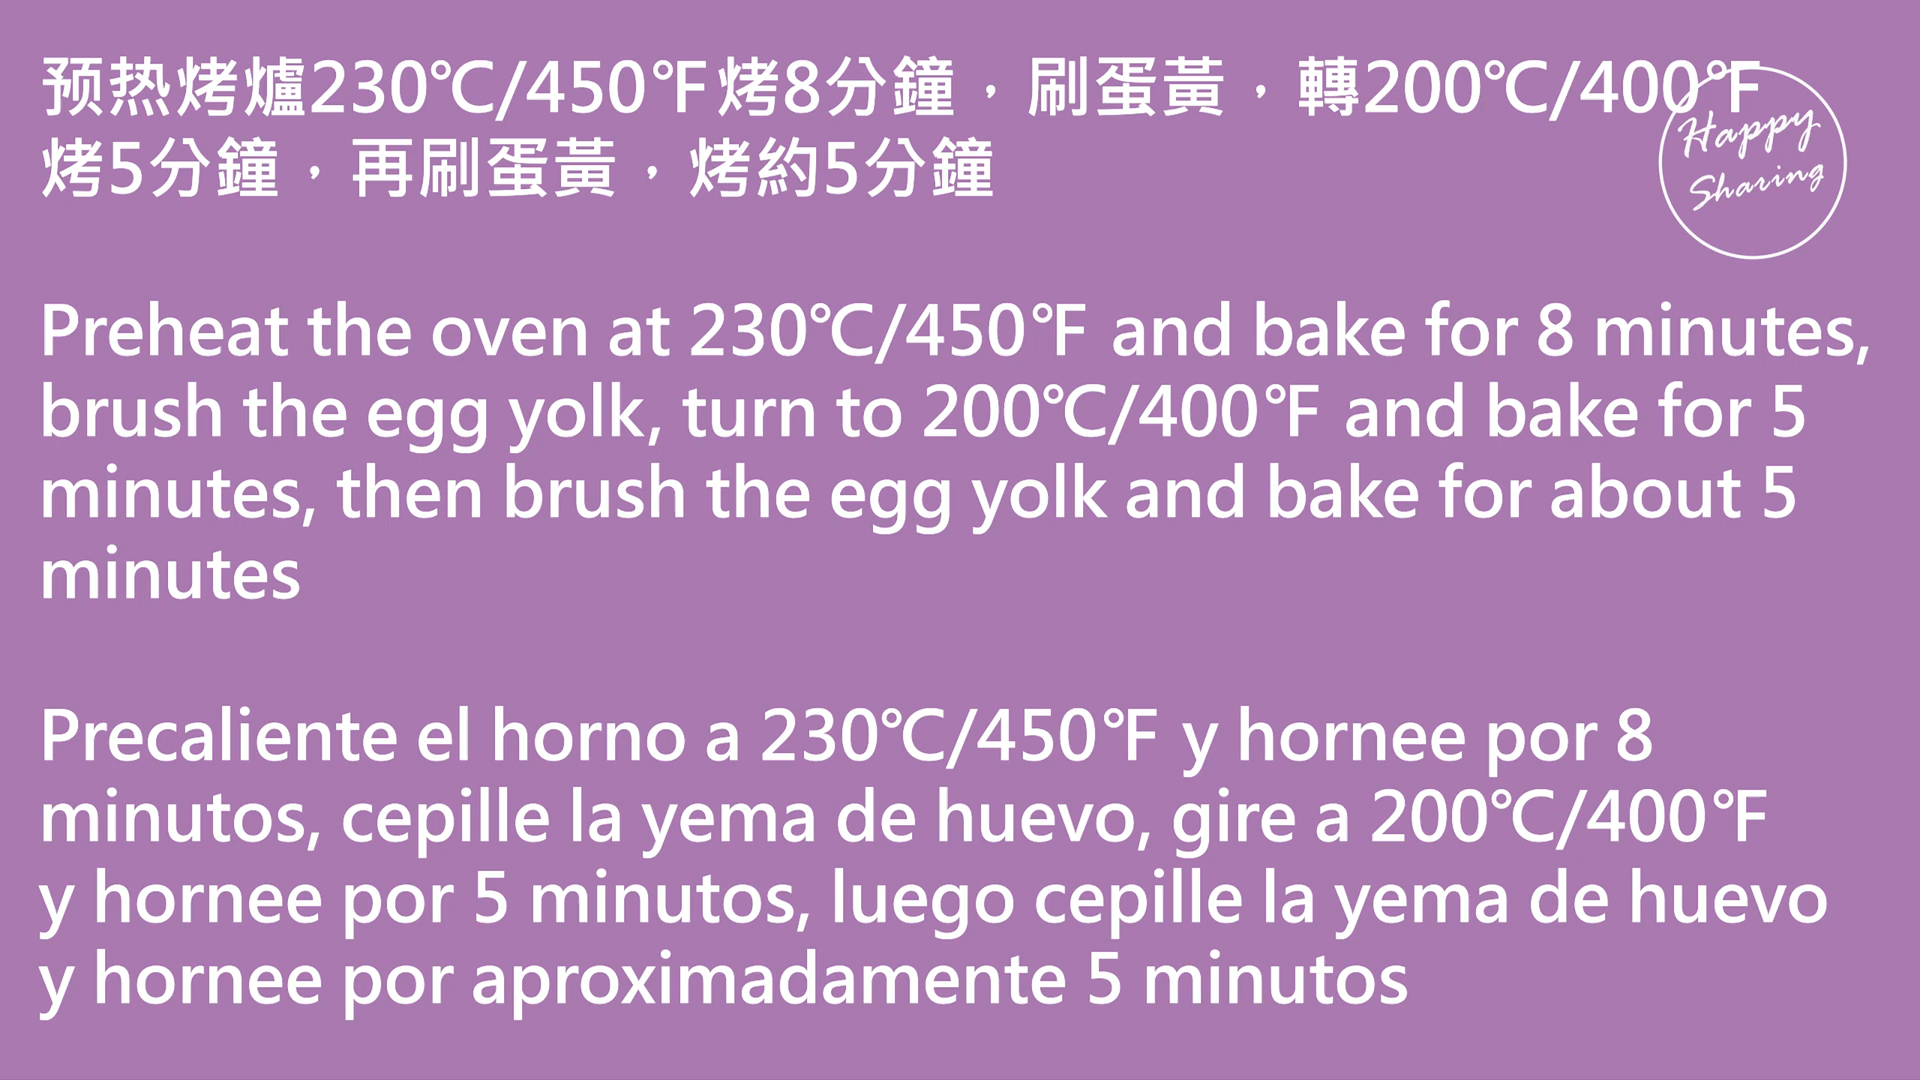 预热烤爐230℃/450℉烤8分鐘，刷蛋黃，轉200℃/400℉
烤5分鐘，再刷蛋黃，烤約5分鐘
Happy
Sharing
Preheat the oven at 230℃/450℉ and bake for 8 minutes,
brush the egg yolk, turn to 200℃/400℉ and bake for 5
minutes, then brush the egg yolk and bake for about 5
minutes
Precaliente el horno a 230℃/450℉ y hornee por 8
minutos, cepille la yema de huevo, gire a 200℃/400℉
y hornee por 5 minutos, luego cepille la yema de huevo
y hornee por aproximadamente 5 minutos